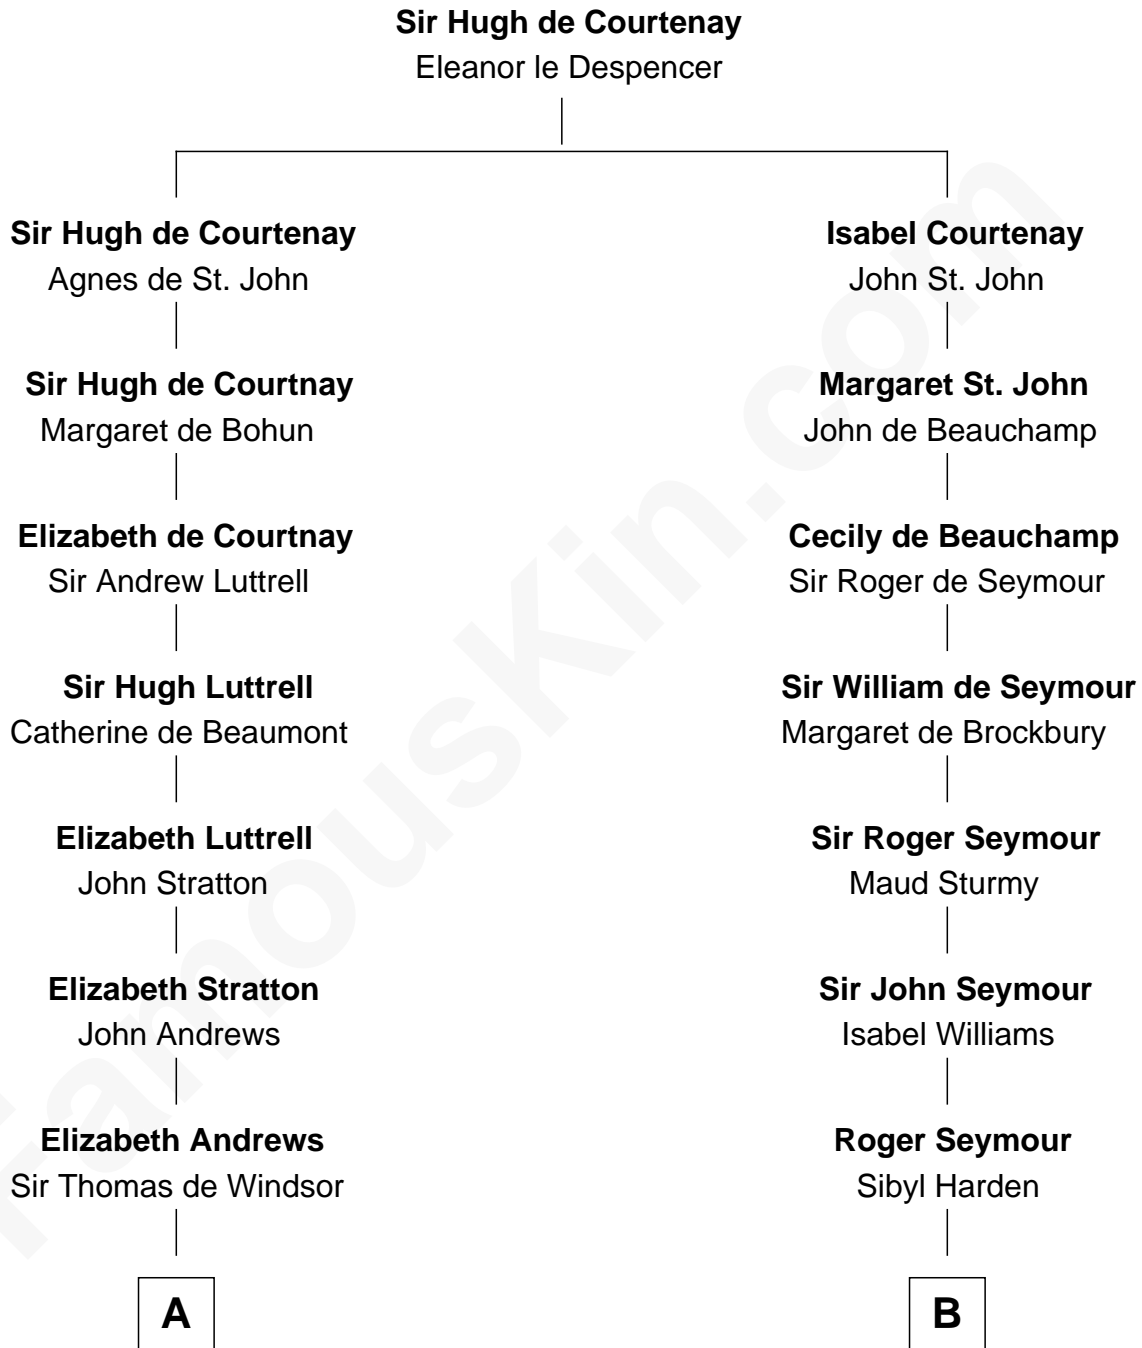 Sir Hugh de Courtenay
Eleanor le Despencer
Sir Hugh de Courtenay
Agnes de St. John
Isabel Courtenay
John St. John
Sir Hugh de Courtnay
Margaret de Bohun
Margaret St. John
John de Beauchamp
Elizabeth de Courtnay
Sir Andrew Luttrell
Cecily de Beauchamp
Sir Roger de Seymour
Sir Hugh Luttrell
Catherine de Beaumont
Sir William de Seymour
Margaret de Brockbury
Elizabeth Luttrell
John Stratton
Sir Roger Seymour
Maud Sturmy
Elizabeth Stratton
John Andrews
Sir John Seymour
Isabel Williams
Elizabeth Andrews
Sir Thomas de Windsor
Roger Seymour
Sibyl Harden
A
B
FamousKin.com